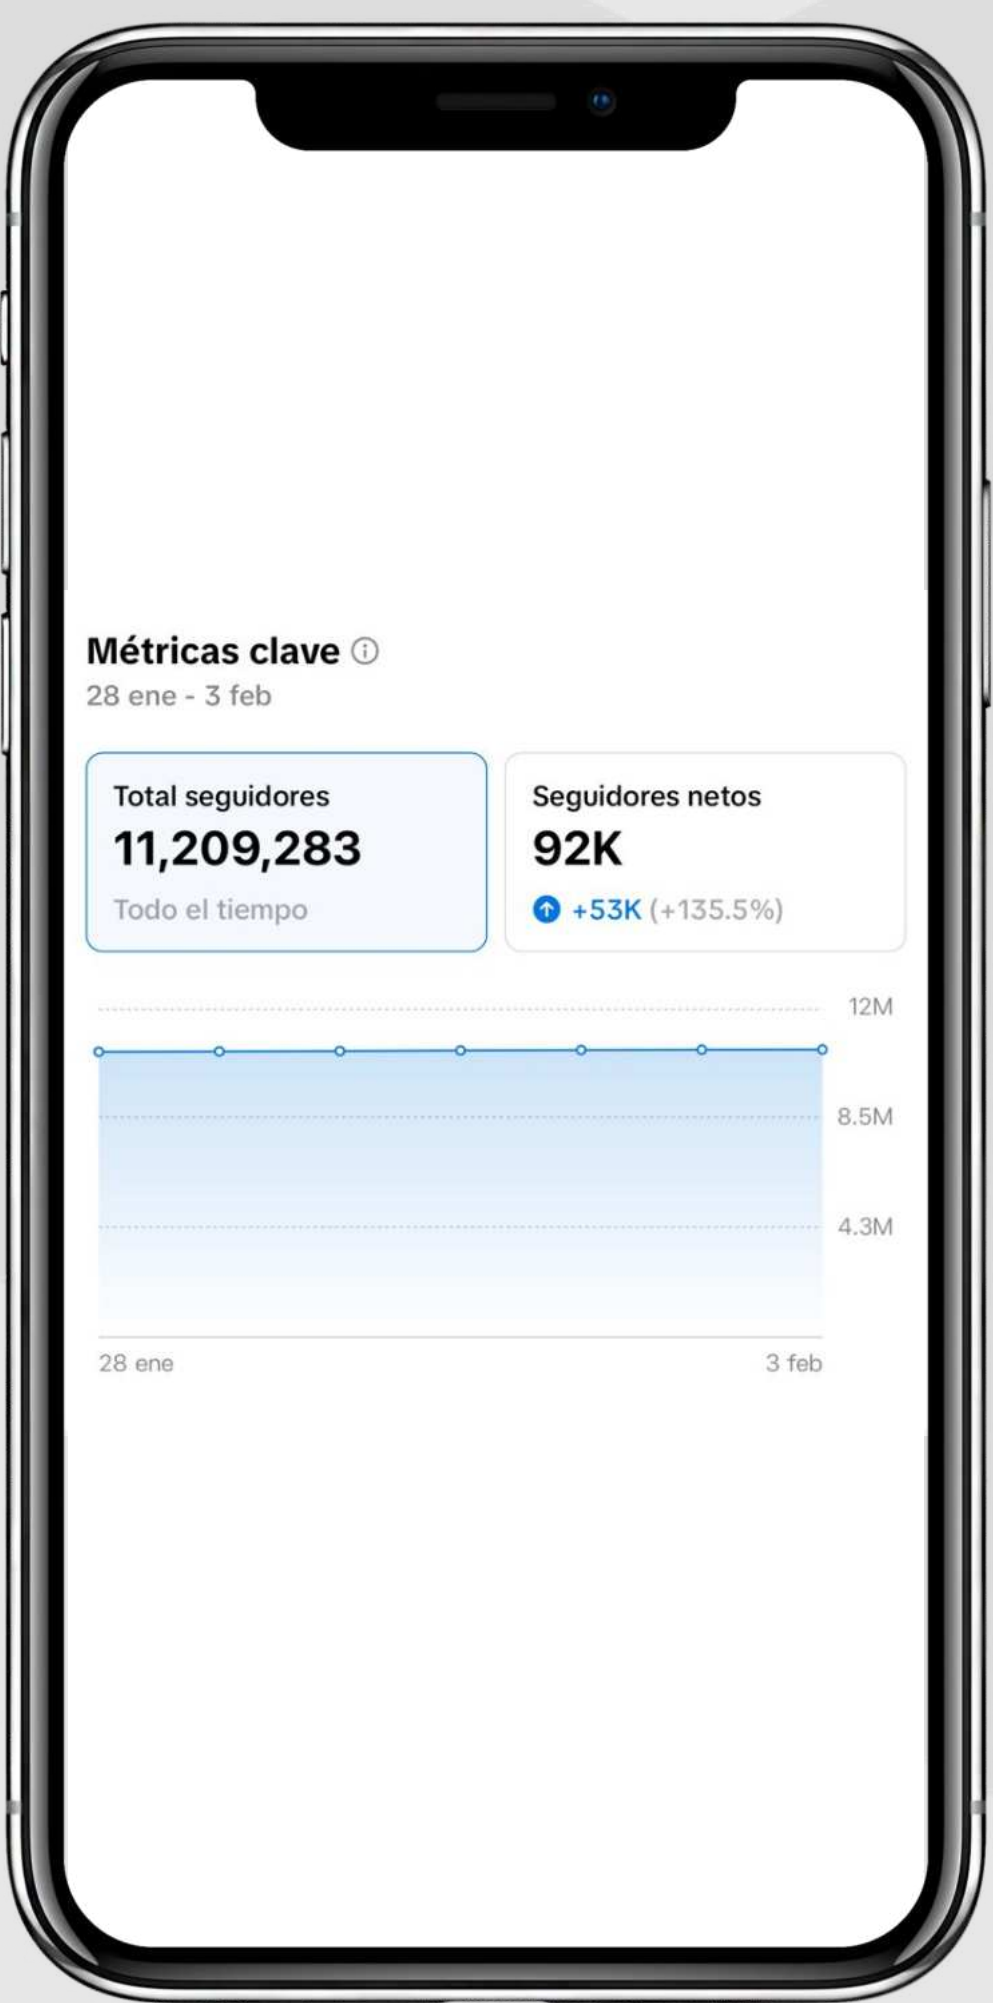 Métricas clave
28 ene - 3 feb
Total seguidores
11,209,283
Todo el tiempo
Seguidores netos
92K
+53K (+135.5%)
12M
8.5M
4.3M
28 ene
3 feb